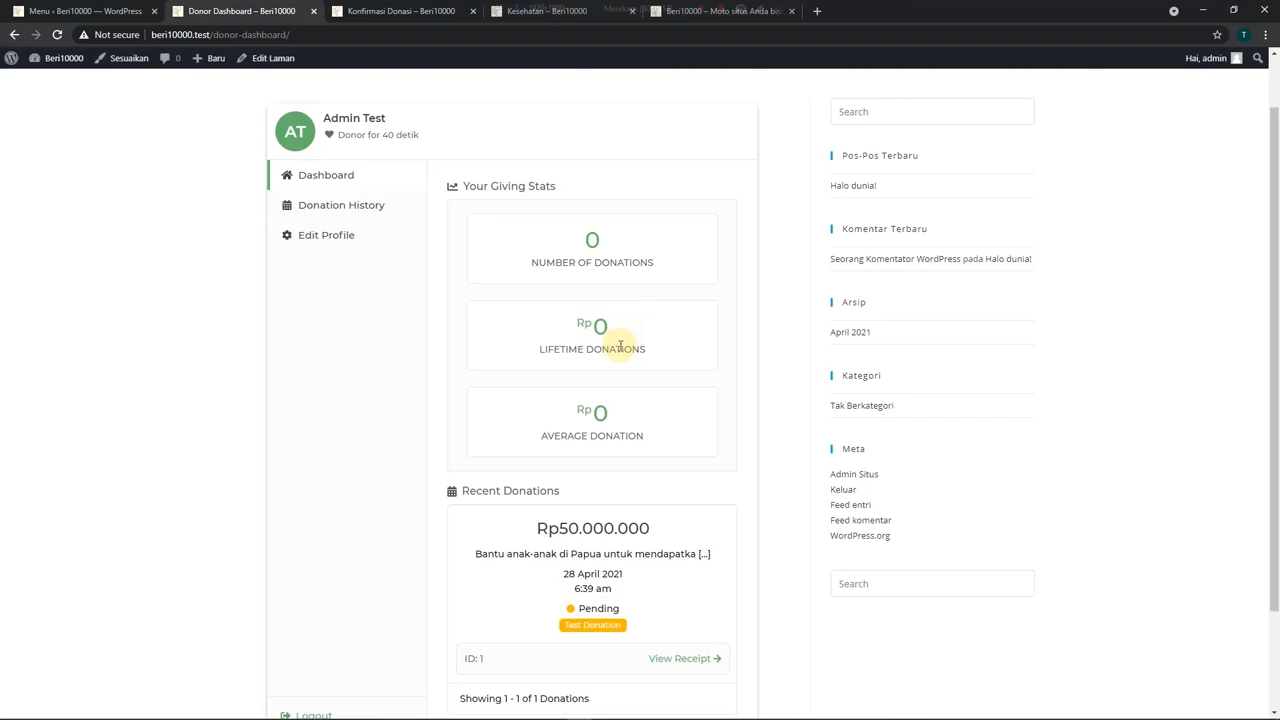 Menu ‹ Beri10000 — WordPress
Donor Dashboard – Beri10000
Konfirmasi Donasi – Beri10000
Kesehatan – Beri10000
Beri10000 – Moto situs Anda bi
Not secure
beri10000.test/donor-dashboard/
T
Beri10000
Sesuaikan
0
Baru
Edit Laman
Hai, admin
AT
Admin Test
Donor for 40 detik
Dashboard
Donation History
Edit Profile
Logout
Your Giving Stats
0
NUMBER OF DONATIONS
Rp0
LIFETIME DONATIONS
Rp0
AVERAGE DONATION
Recent Donations
Rp50.000.000
Bantu anak-anak di Papua untuk mendapatka [...]
28 April 2021
6:39 am
Pending
Test Donation
ID: 1
View Receipt
Showing 1 - 1 of 1 Donations
Search
Pos-Pos Terbaru
Halo dunia!
Komentar Terbaru
Seorang Komentator WordPress pada Halo dunia!
Arsip
April 2021
Kategori
Tak Berkategori
Meta
Admin Situs
Keluar
Feed entri
Feed komentar
WordPress.org
Search